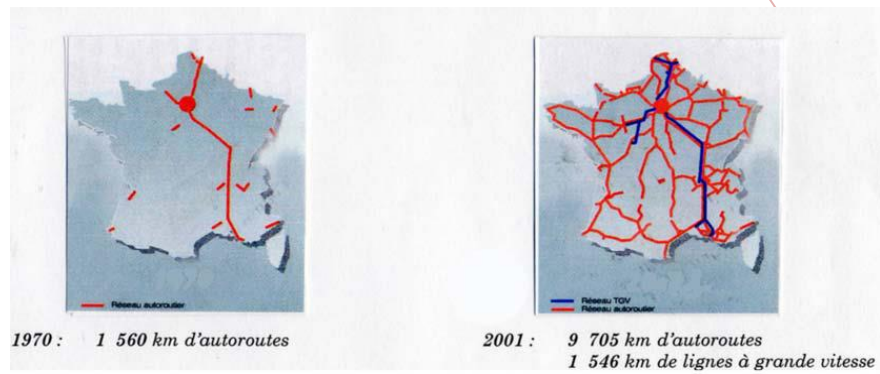 Réseau autoroutier
Réseau TGV
Réseau autoroutier
1970 : 1 560 km d'autoroutes
2001 : 9 705 km d'autoroutes
1 546 km de lignes à grande vitesse